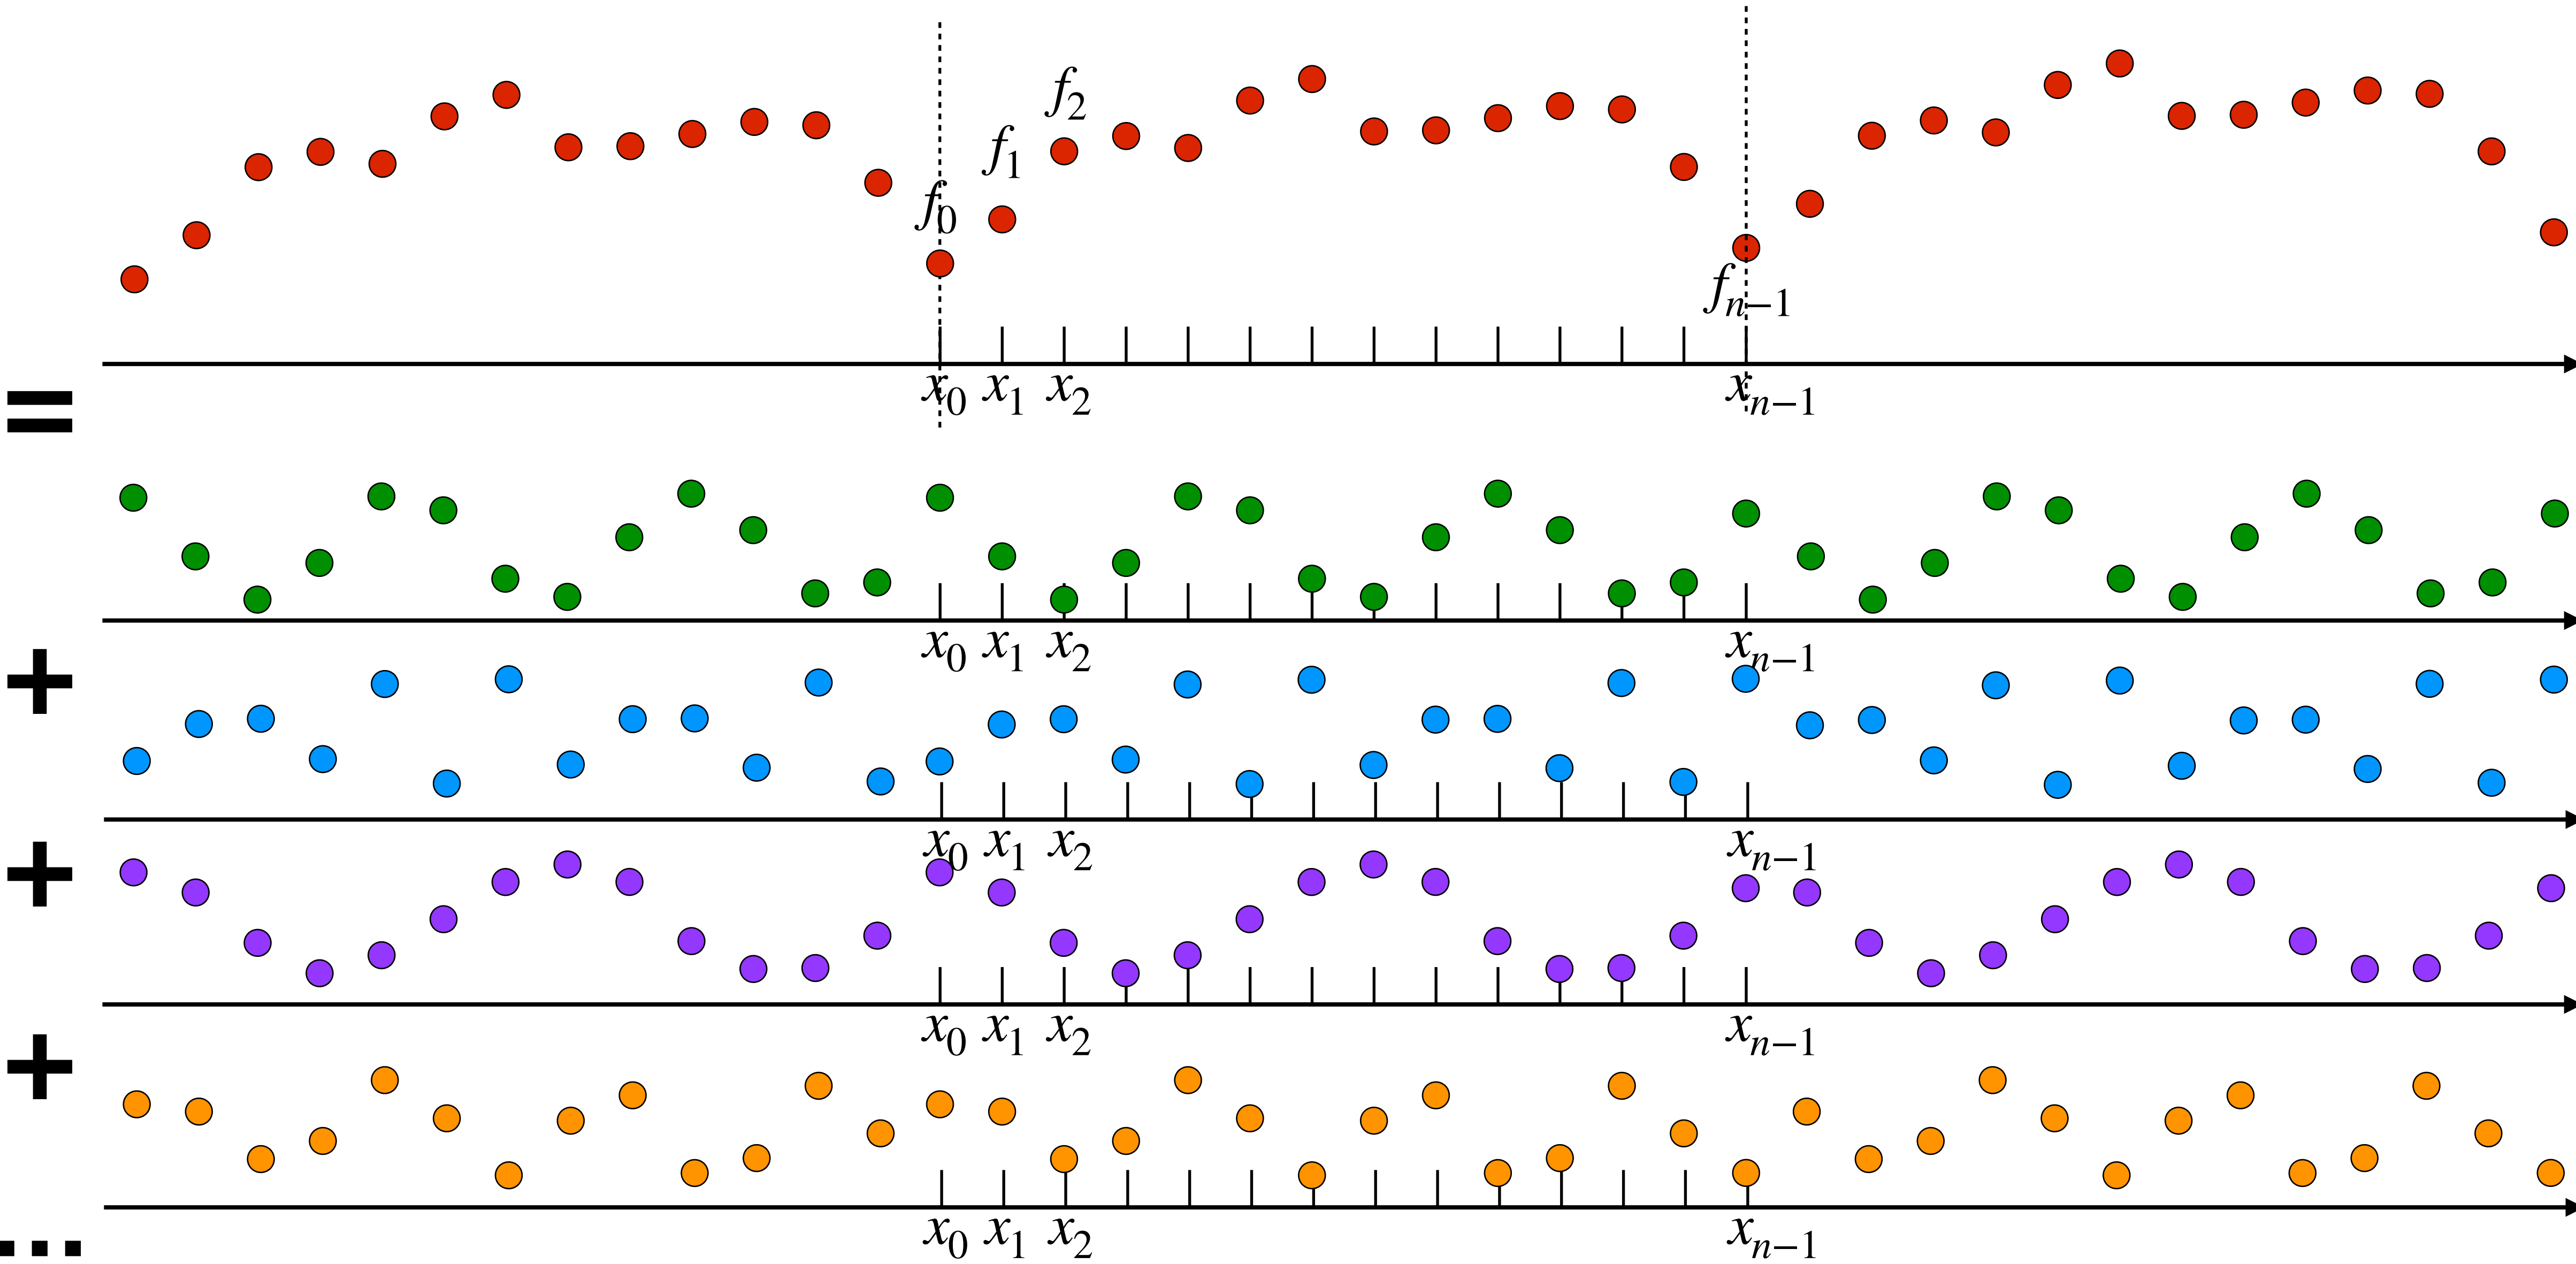 f₂
f₁
f₀
fₙ₋₁
x₀ x₁ x₂ xₙ₋₁
=
x₀ x₁ x₂ xₙ₋₁
+
x₀ x₁ x₂ xₙ₋₁
+
x₀ x₁ x₂ xₙ₋₁
+
x₀ x₁ x₂ xₙ₋₁
...